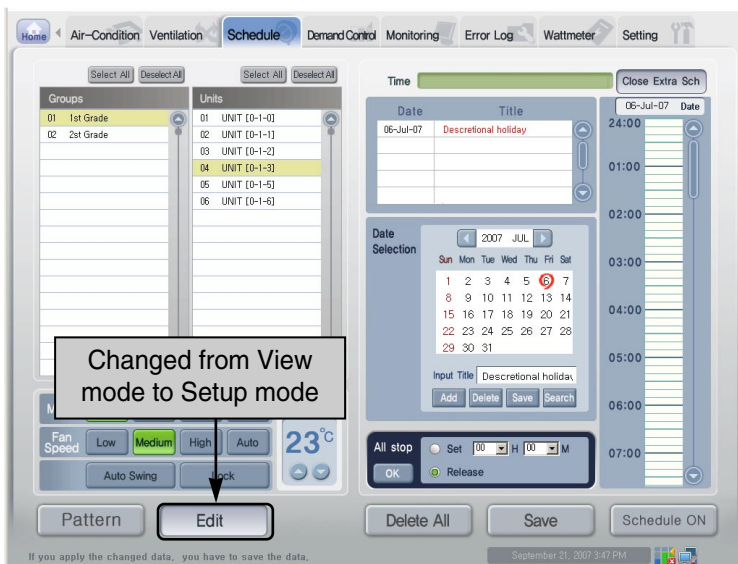 Home Air-Condition Ventilation Schedule Demand Control Monitoring Error Log Wattmeter Setting
Select All Deselect All Select All Deselect All
Groups
01 1st Grade
02 2st Grade
Units
01 UNIT [0-1-0]
02 UNIT [0-1-1]
03 UNIT [0-1-2]
04 UNIT [0-1-3]
05 UNIT [0-1-5]
06 UNIT [0-1-6]
Changed from View
mode to Setup mode
Fan
Speed
Low Medium High Auto
23°C
Auto Swing
Pattern Edit
If you apply the changed data, you have to save the data,
Time Close Extra Sch
Date Title
06-Jul-07 Descretional holiday
Date
Selection
2007 JUL
Sun Mon Tue Wed Thu Fri Sat
1 2 3 4 5 6 7
8 9 10 11 12 13 14
15 16 17 18 19 20 21
22 23 24 25 26 27 28
29 30 31
Input Title Descretional holiday
Add Delete Save Search
All stop Set 00 H 00 M
OK Release
06-Jul-07 Date
24:00
01:00
02:00
03:00
04:00
05:00
06:00
07:00
Delete All Save Schedule ON
September 21, 2007 3:47 PM